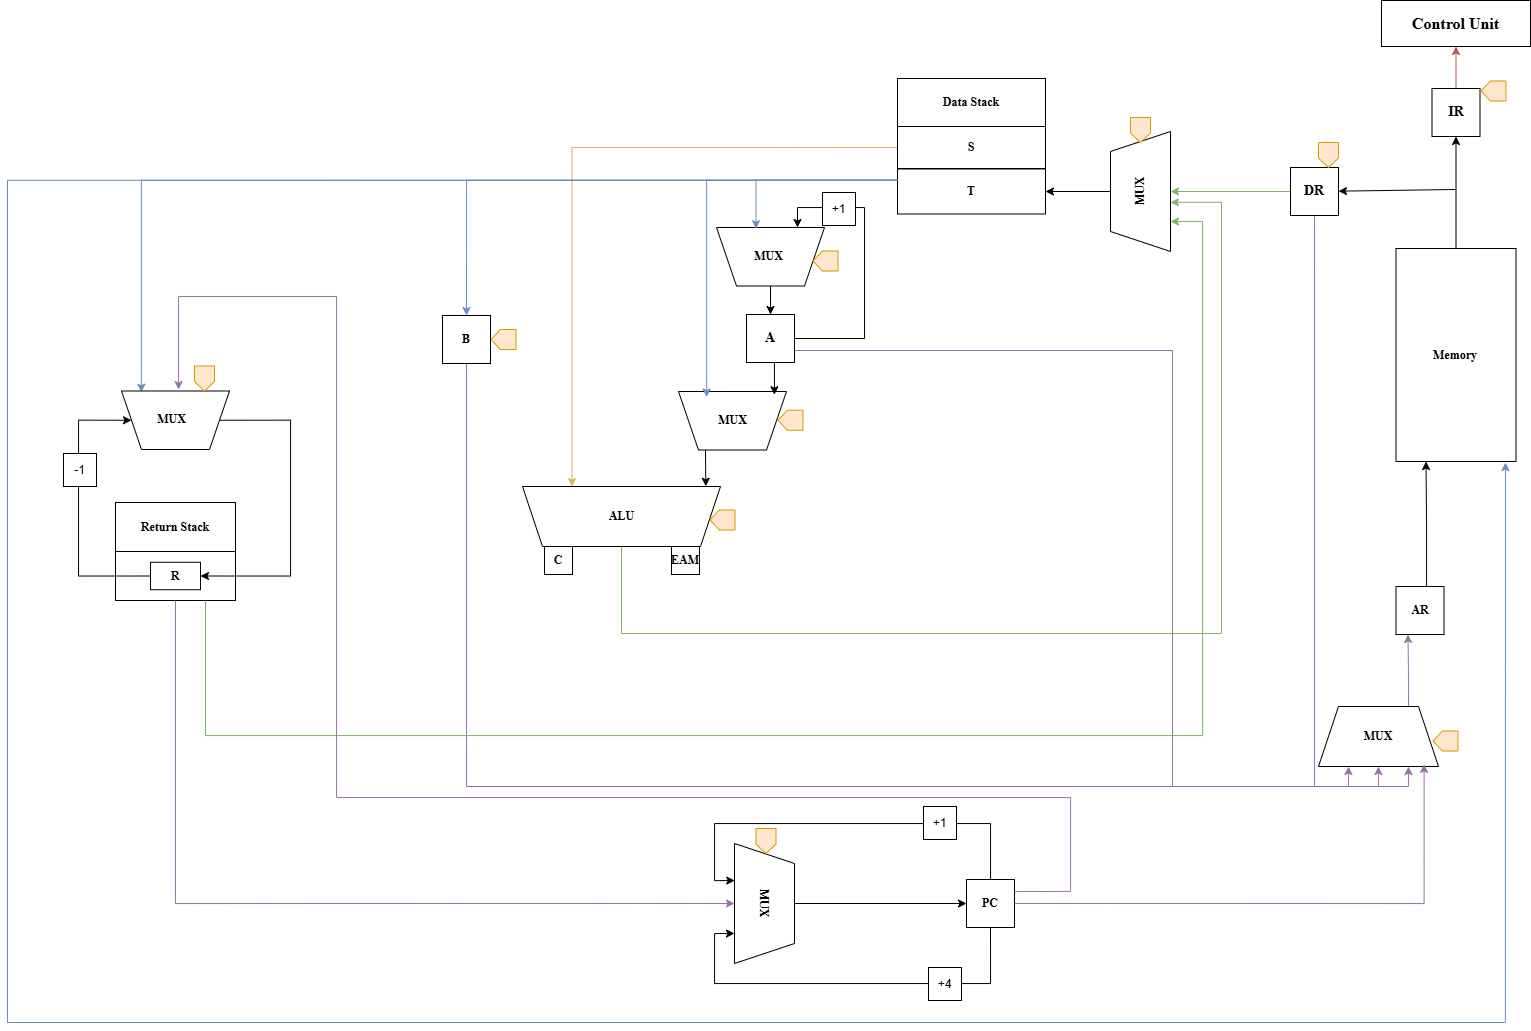 Control Unit
IR
Data Stack
S
T
MUX
DR
+1
MUX
B
A
Memory
MUX
MUX
-1
ALU
Return Stack
C
EAM
R
AR
MUX
+1
MUX
PC
+4